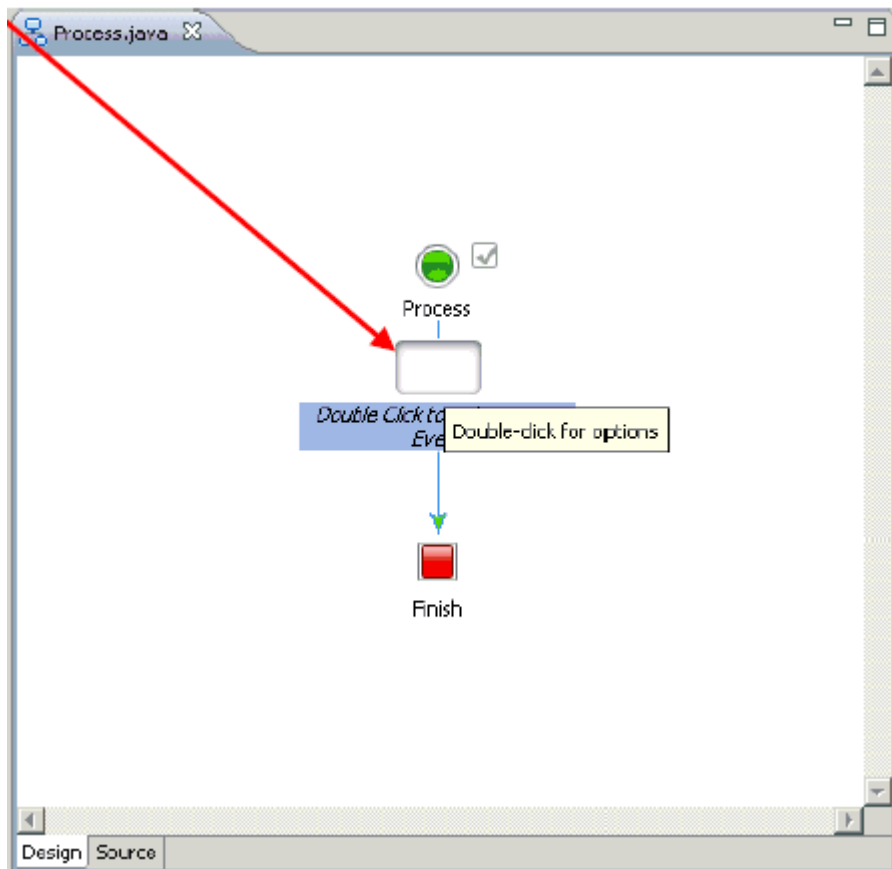 Process.java
Process
Double Click to
Eve
Double-click for options
Finish
Design Source